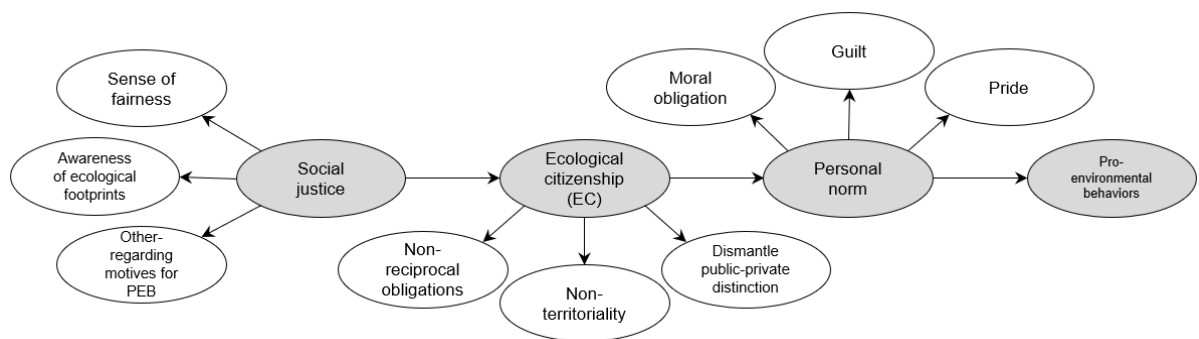 Sense of
fairness
Awareness
of ecological
footprints
Other-
regarding
motives for
PEB
Social
justice
Ecological
citizenship
(EC)
Non-
reciprocal
obligations
Non-
territoriality
Dismantle
public-private
distinction
Moral
obligation
Guilt
Pride
Personal
norm
Pro-
environmental
behaviors